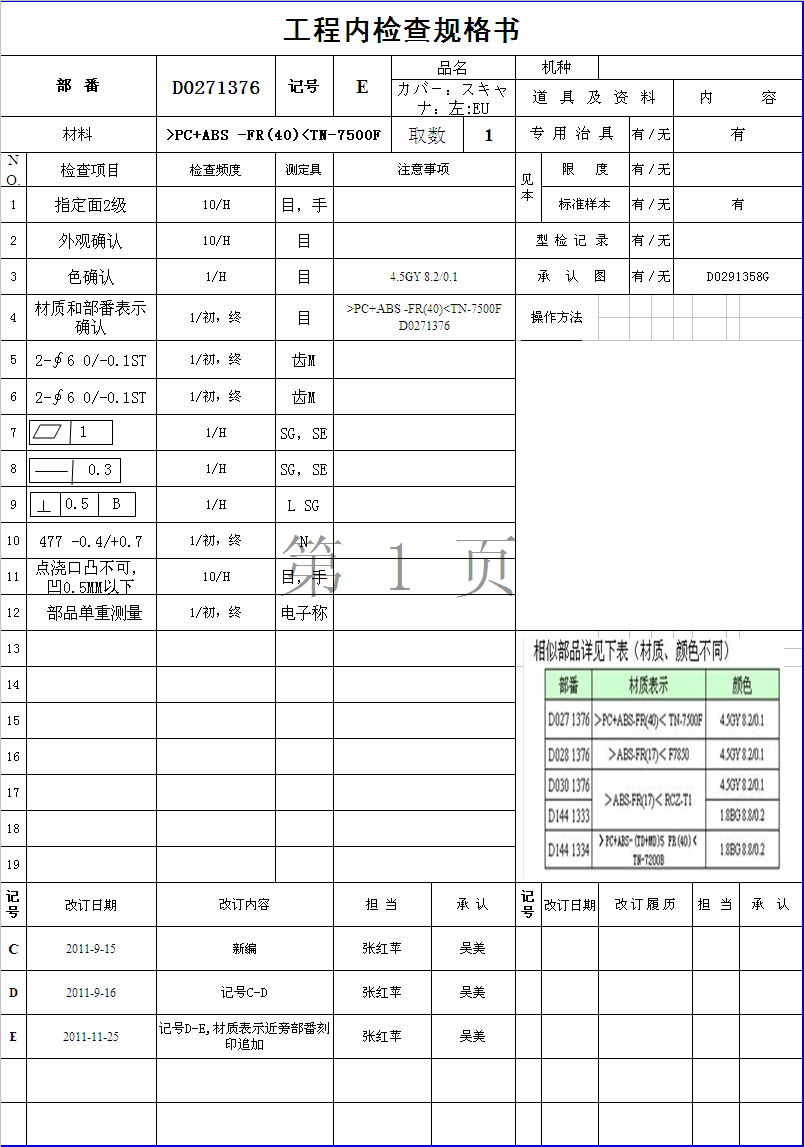 工程内检查规格书
部 番 D0271376 记号 E 品名 机种
カバー：スキャナ：左:EU 道 具 及 资 料 内 容
材料 >PC+ABS -FR(40)<TN-7500F 取数 1 专 用 治 具 有/无 有
NO. 检查项目 检查频度 测定具 注意事项 见本 限 度 有/无
1 指定面2级 10/H 目，手 标准样本 有/无 有
2 外观确认 10/H 目 型 检 记 录 有/无
3 色确认 1/H 目 4.5GY 8.2/0.1 承 认 图 有/无 D0291358G
4 材质和部番表示确认 1/初，终 目 >PC+ABS -FR(40)<TN-7500F D0271376 操作方法
5 2-∮6 0/-0.1ST 1/初，终 齿M
6 2-∮6 0/-0.1ST 1/初，终 齿M
7 ▱ 1 1/H SG，SE
8 — 0.3 1/H SG，SE
9 ⊥ 0.5 B 1/H L SG
10 477 -0.4/+0.7 1/初，终 N
第 1 页
11 点浇口凸不可，凹0.5MM以下 10/H 目，手
12 部品单重测量 1/初，终 电子称
13
14
15
16
17
18
19
相似部品详见下表（材质、颜色不同）
部番 材质表示 颜色
D027 1376 >PC+ABS-FR(40)< TN-7500F 4.5GY 8.2/0.1
D028 1376 >ABS-FR(17)< F7850 4.5GY 8.2/0.1
D030 1376 >ABS-FR(17)< RCZ-T1 4.5GY 8.2/0.1
D144 1333 1.8BG 8.8/0.2
D144 1334 >PC+ABS-(TD+MD)5 FR(40)< TN-7200B 1.8BG 8.8/0.2
记号 改订日期 改订内容 担 当 承 认 记号 改订日期 改订履历 担 当 承 认
C 2011-9-15 新编 张红苹 吴美
D 2011-9-16 记号C-D 张红苹 吴美
E 2011-11-25 记号D-E,材质表示近旁部番刻印追加 张红苹 吴美